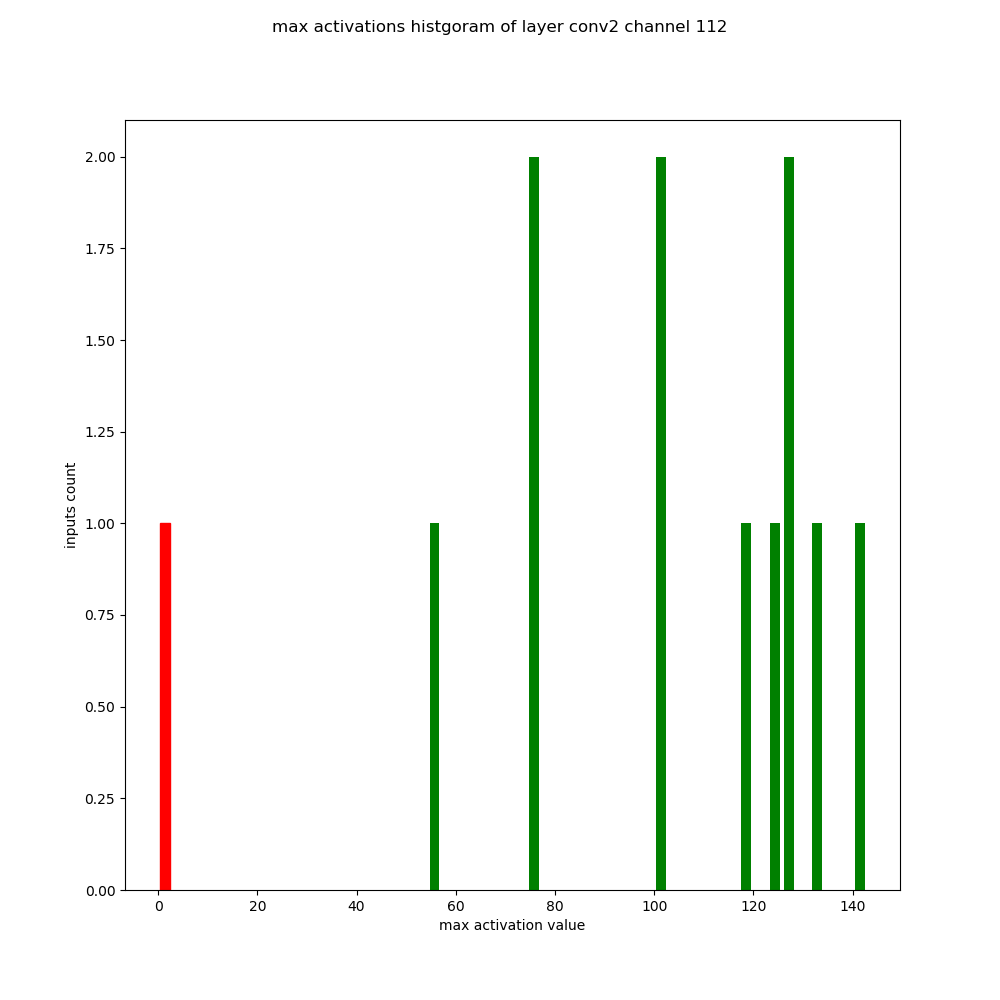 max activations histgoram of layer conv2 channel 112
2.00
1.75
1.50
1.25
1.00
0.75
0.50
0.25
0.00
inputs count
0 20 40 60 80 100 120 140
max activation value